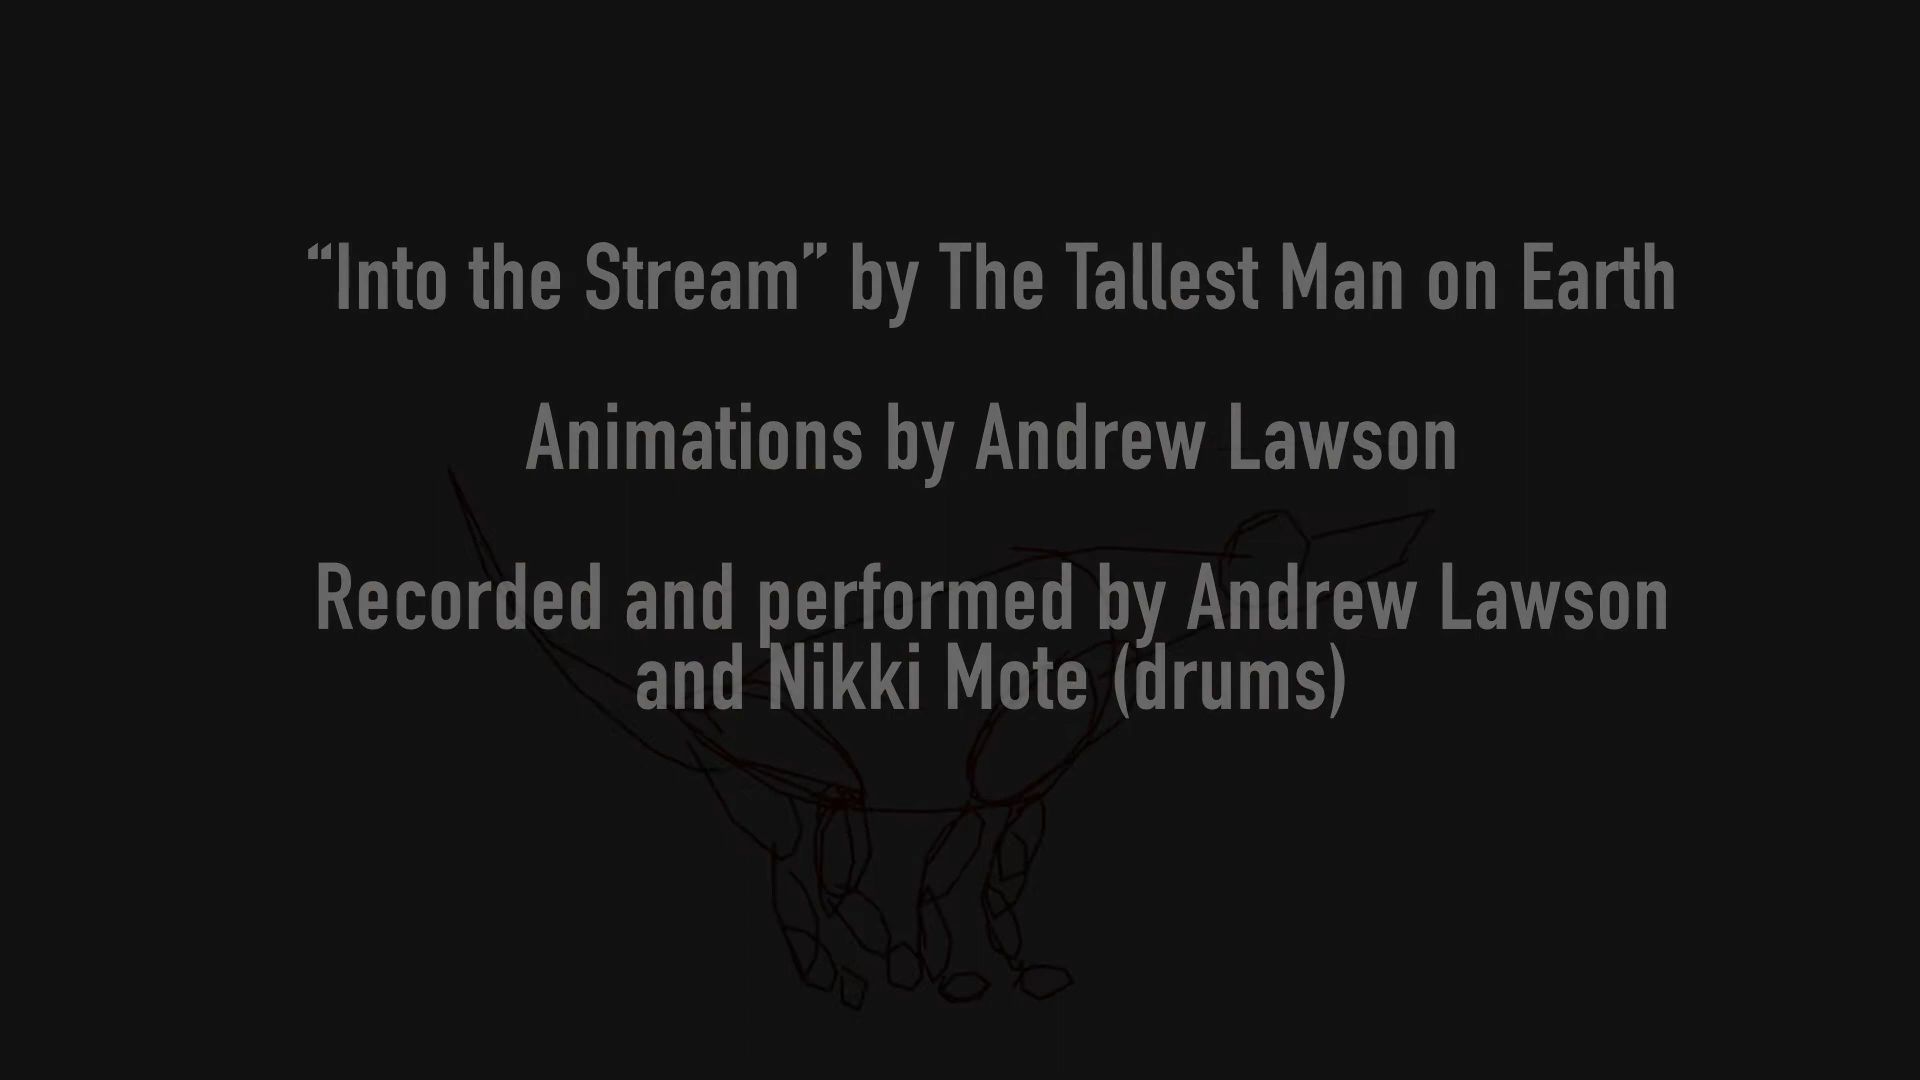 “Into the Stream” by The Tallest Man on Earth
Animations by Andrew Lawson
Recorded and performed by Andrew Lawson
and Nikki Mote (drums)